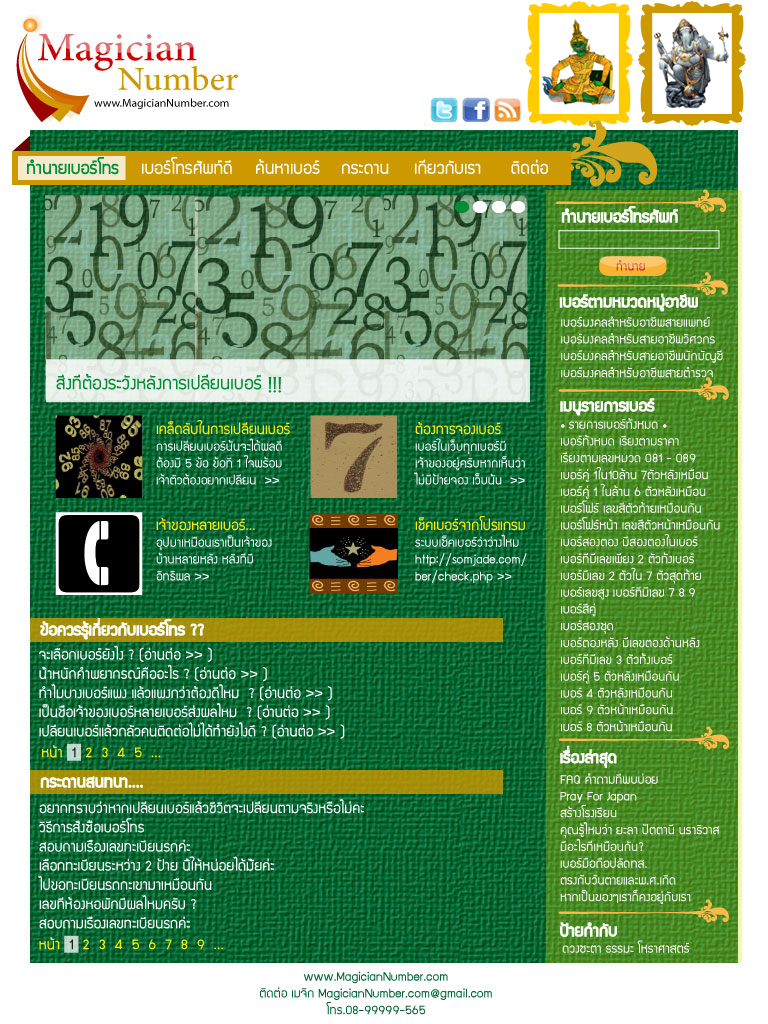 Magician
Number
www.MagicianNumber.com
ทำนายเบอร์โทร เบอร์โทรศัพท์ดี ค้นหาเบอร์ กระดาน เกี่ยวกับเรา ติดต่อ
สิ่งที่ต้องระวังหลังการเปลี่ยนเบอร์ !!!
เคล็ดลับในการเปลี่ยนเบอร์
การเปลี่ยนเบอร์นั้นจะได้ผลดี
ต้องมี 5 ข้อ ข้อที่ 1 ใจพร้อม
เจ้าตัวต้องอยากเปลี่ยน >>
ต้องการจองเบอร์
เบอร์ในเว็บทุกเบอร์มี
เจ้าของอยู่ครับหากเห็นว่า
ไม่มีป้ายจอง เว็บนั้น >>
เจ้าของหลายเบอร์...
อุปมาเหมือนเราเป็นเจ้าของ
บ้านหลายหลัง หลังที่มี
อิทธิพล >>
เช็คเบอร์จากโปรแกรม
ระบบเช็คเบอร์ว่าว่างไหม
http://somjade.com/
ber/check.php >>
ข้อควรรู้เกี่ยวกับเบอร์โทร ??
จะเลือกเบอร์ยังไง ? (อ่านต่อ >> )
น้ำหนักคำพยากรณ์คืออะไร ? (อ่านต่อ >> )
ทำไมบางเบอร์แพง แล้วแพงกว่าต้องดีไหม ? (อ่านต่อ >> )
เป็นชื่อเจ้าของเบอร์หลายเบอร์ส่งผลไหม ? (อ่านต่อ >> )
เปลี่ยนเบอร์แล้วกลัวคนติดต่อไม่ได้ทำยังไงดี ? (อ่านต่อ >> )
หน้า 1 2 3 4 5 ...
กระดานสนทนา....
อยากทราบว่าหากเปลี่ยนเบอร์แล้วชีวิตจะเปลี่ยนตามจริงหรือไม่คะ
วิธีการสั่งซื้อเบอร์โทร
สอบถามเรื่องเลขทะเบียนรถค่ะ
เลือกทะเบียนระหว่าง 2 ป้าย นี้ให้หน่อยได้มั้ยค่ะ
ไปขอทะเบียนรถกะเขามาเหมือนกัน
เลขที่ห้องหอพักมีผลไหมครับ ?
สอบถามเรื่องเลขทะเบียนรถค่ะ
หน้า 1 2 3 4 5 6 7 8 9 ...
ทำนายเบอร์โทรศัพท์
ทำนาย
เบอร์ตามหมวดหมู่อาชีพ
เบอร์มงคลสำหรับอาชีพสายแพทย์
เบอร์มงคลสำหรับสายอาชีพวิศวกร
เบอร์มงคลสำหรับสายอาชีพนักบัญชี
เบอร์มงคลสำหรับอาชีพสายตำรวจ
เมนูรายการเบอร์
• รายการเบอร์ทั้งหมด •
เบอร์ทั้งหมด เรียงตามราคา
เรียงตามเลขหมวด 081 - 089
เบอร์คู่ 1ใน10ล้าน 7ตัวหลังเหมือน
เบอร์คู่ 1 ในล้าน 6 ตัวหลังเหมือน
เบอร์โฟร์ เลขสี่ตัวท้ายเหมือนกัน
เบอร์โฟร์หน้า เลขสี่ตัวหน้าเหมือนกัน
เบอร์สองตอง มีสองตองในเบอร์
เบอร์ที่มีเลขเพียง 2 ตัวทั้งเบอร์
เบอร์มีเลข 2 ตัวใน 7 ตัวสุดท้าย
เบอร์เลขสูง เบอร์ที่มีเลข 7 8 9
เบอร์สี่คู่
เบอร์สองชุด
เบอร์ตองหลัง มีเลขตองด้านหลัง
เบอร์ที่มีเลข 3 ตัวทั้งเบอร์
เบอร์คู่ 5 ตัวหลังเหมือนกัน
เบอร์ 4 ตัวหลังเหมือนกัน
เบอร์ 9 ตัวหน้าเหมือนกัน
เบอร์ 8 ตัวหน้าเหมือนกัน
เรื่องล่าสุด
FAQ คำถามที่พบบ่อย
Pray For Japan
สร้างโรงเรียน
คุณรู้ไหมว่า ยะลา ปัตตานี นราธิวาส
มีอะไรที่เหมือนกัน?
เบอร์มือถือปลัดทส.
ตรงกับวันตายและพ.ศ.เกิด
หากเป็นของๆเราก็คงอยู่กับเรา
ป้ายกำกับ
ดวงชะตา ธรรมะ โหราศาสตร์
www.MagicianNumber.com
ติดต่อ เมจิก MagicianNumber.com@gmail.com
โทร.08-99999-565